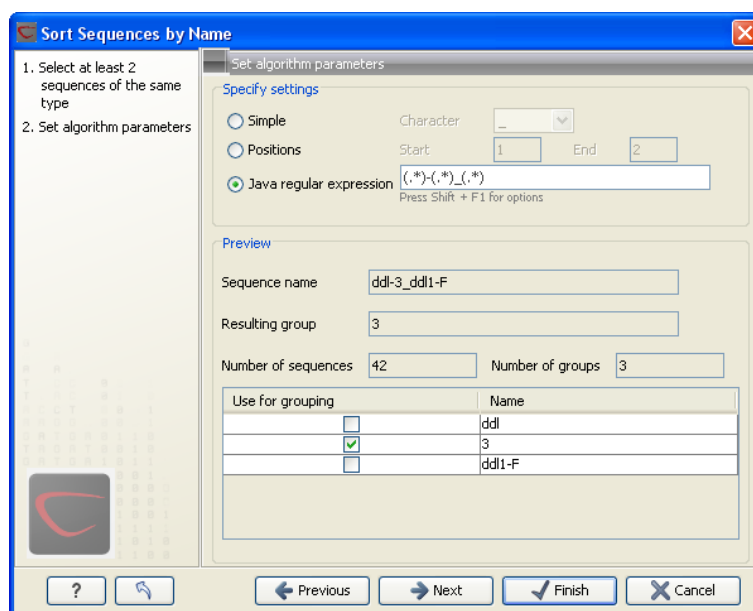 Sort Sequences by Name
1. Select at least 2
sequences of the same
type
2. Set algorithm parameters
Set algorithm parameters
Specify settings
Simple Character _
Positions Start 1 End 2
Java regular expression (.*)-(.*)_(.*)
Press Shift + F1 for options
Preview
Sequence name ddl-3_ddl1-F
Resulting group 3
Number of sequences 42 Number of groups 3
Use for grouping Name
ddl
3
ddl1-F
? Previous Next Finish Cancel